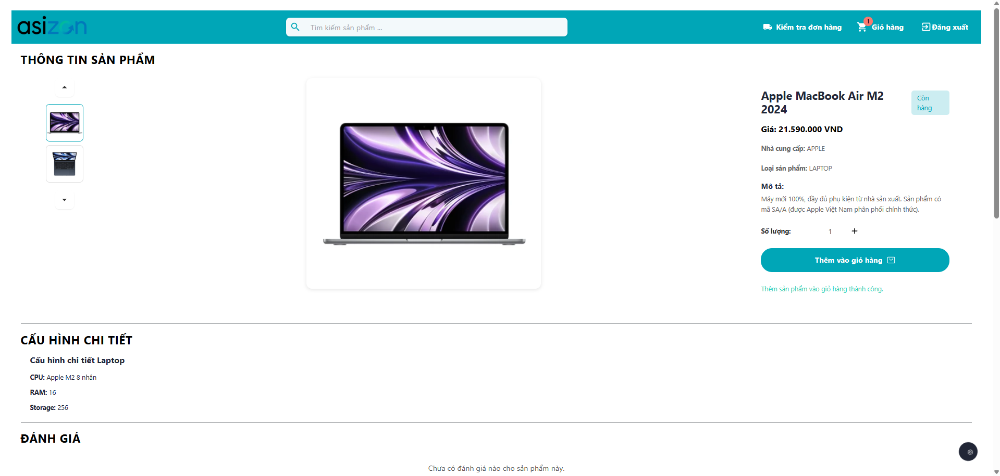 asizon
Tìm kiếm sản phẩm ...
Kiểm tra đơn hàng
1
Giỏ hàng
Đăng xuất
THÔNG TIN SẢN PHẨM
Apple MacBook Air M2
2024
Còn
hàng
Giá: 21.590.000 VND
Nhà cung cấp: APPLE
Loại sản phẩm: LAPTOP
Mô tả:
Máy mới 100%, đầy đủ phụ kiện từ nhà sản xuất. Sản phẩm có
mã SA/A (được Apple Việt Nam phân phối chính thức).
Số lượng: 1 +
Thêm vào giỏ hàng
Thêm sản phẩm vào giỏ hàng thành công.
CẤU HÌNH CHI TIẾT
Cấu hình chi tiết Laptop
CPU: Apple M2 8 nhân
RAM: 16
Storage: 256
ĐÁNH GIÁ
Chưa có đánh giá nào cho sản phẩm này.